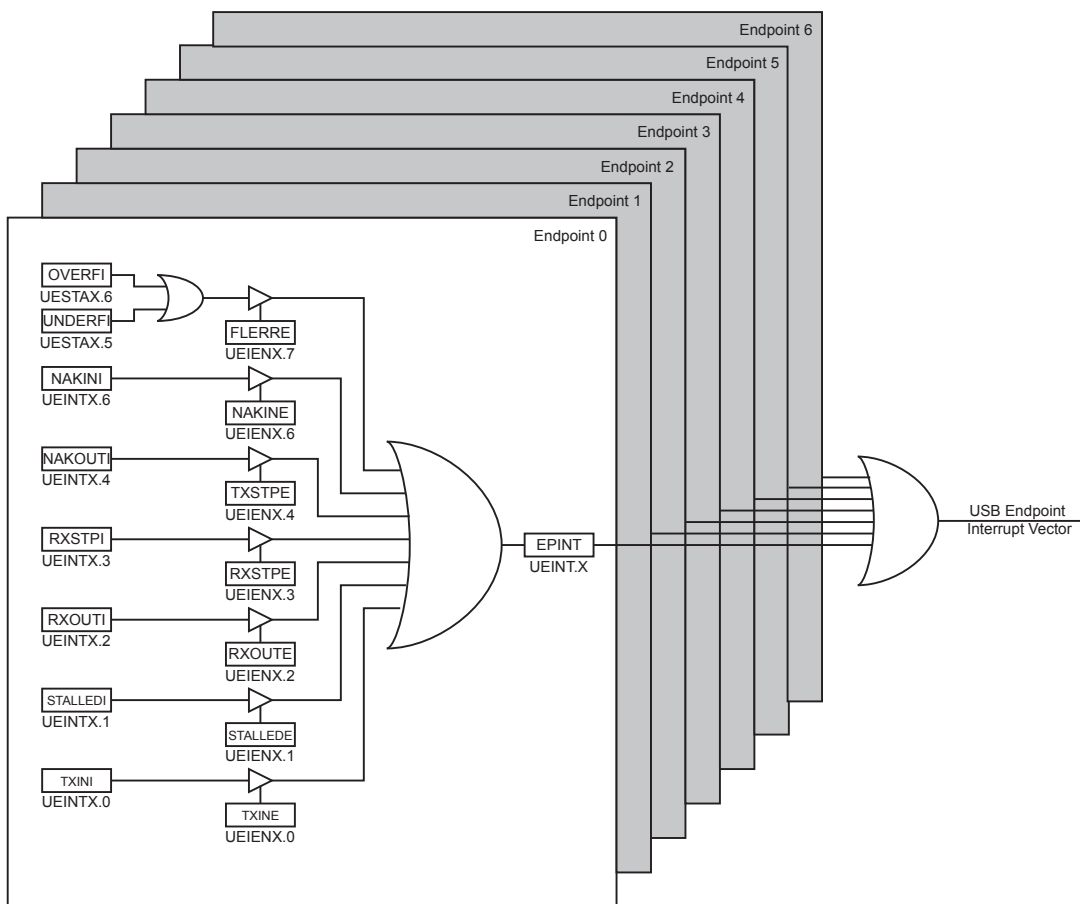 Endpoint 6
Endpoint 5
Endpoint 4
Endpoint 3
Endpoint 2
Endpoint 1
Endpoint 0
OVERFI
UESTAX.6
UNDERFI
UESTAX.5
FLERRE
UEIENX.7
NAKINI
UEINTX.6
NAKINE
UEIENX.6
NAKOUTI
UEINTX.4
TXSTPE
UEIENX.4
RXSTPI
UEINTX.3
RXSTPE
UEIENX.3
RXOUTI
UEINTX.2
RXOUTE
UEIENX.2
STALLEDI
UEINTX.1
STALLEDE
UEIENX.1
TXINI
UEINTX.0
TXINE
UEIENX.0
EPINT
UEINT.X
USB Endpoint
Interrupt Vector